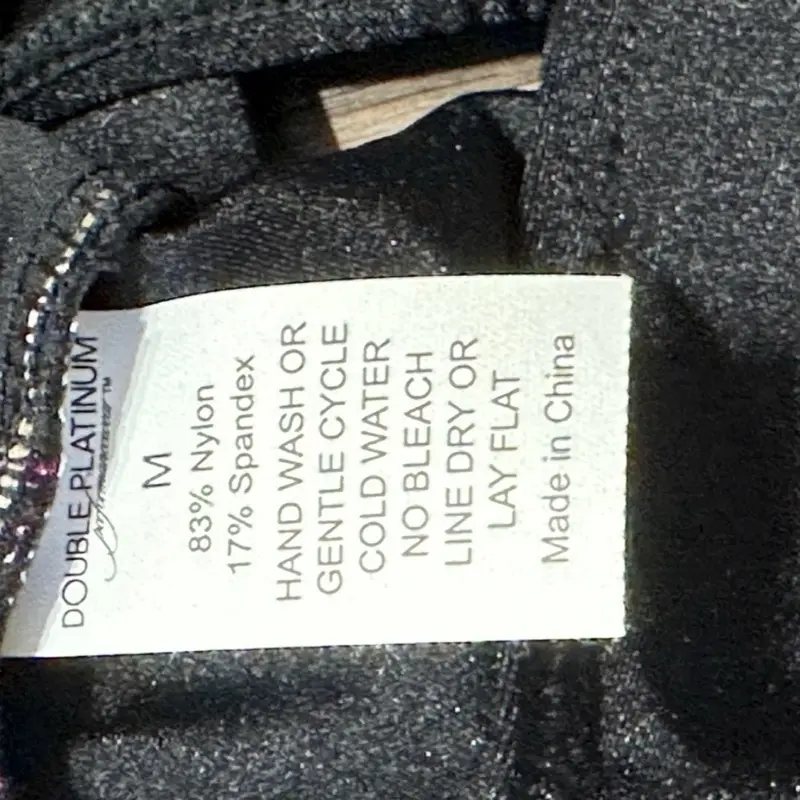 DOUBLE PLATINUM
M
83% Nylon
17% Spandex
HAND WASH OR
GENTLE CYCLE
COLD WATER
NO BLEACH
LINE DRY OR
LAY FLAT
Made in China